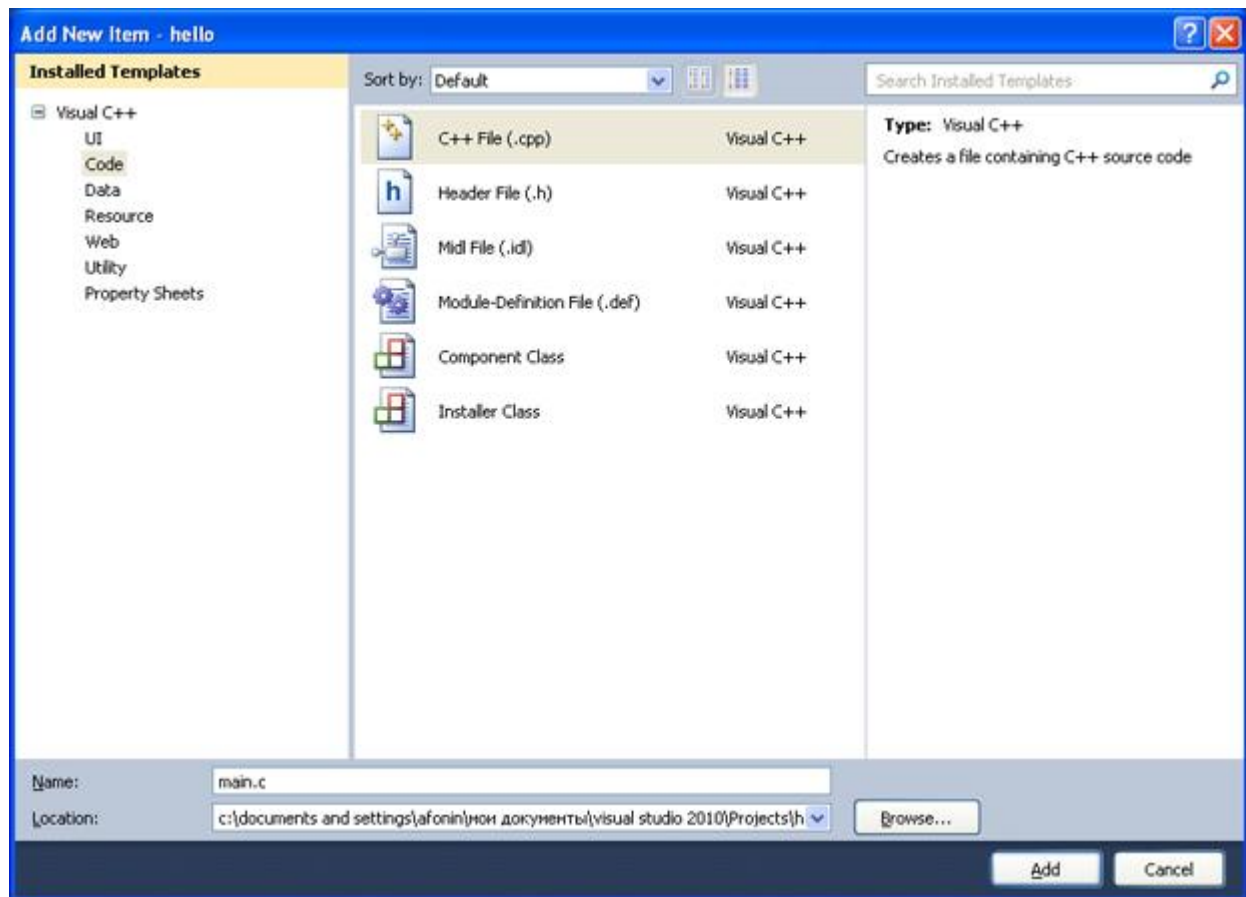 Add New Item - hello
Installed Templates
Visual C++
UI
Code
Data
Resource
Web
Utility
Property Sheets
Sort by: Default
Search Installed Templates
C++ File (.cpp) Visual C++
Header File (.h) Visual C++
Midl File (.idl) Visual C++
Module-Definition File (.def) Visual C++
Component Class Visual C++
Installer Class Visual C++
Type: Visual C++
Creates a file containing C++ source code
Name: main.c
Location: c:\documents and settings\afonin\мои документы\visual studio 2010\Projects\h
Browse...
Add Cancel